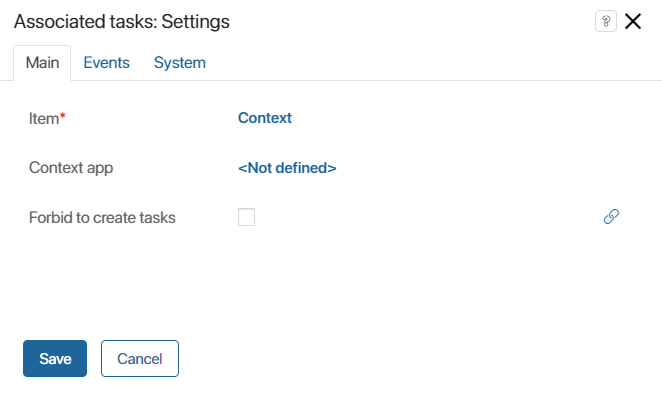 Associated tasks: Settings
?
Main Events System
Item* Context
Context app <Not defined>
Forbid to create tasks
Save Cancel